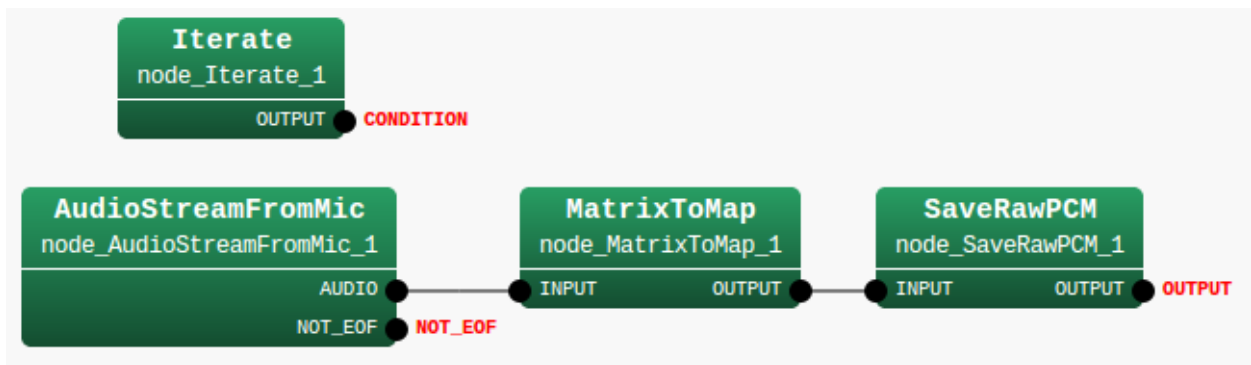 Iterate
node_Iterate_1
OUTPUT CONDITION
AudioStreamFromMic
node_AudioStreamFromMic_1
AUDIO
NOT_EOF NOT_EOF
MatrixToMap
node_MatrixToMap_1
INPUT OUTPUT
SaveRawPCM
node_SaveRawPCM_1
INPUT OUTPUT OUTPUT